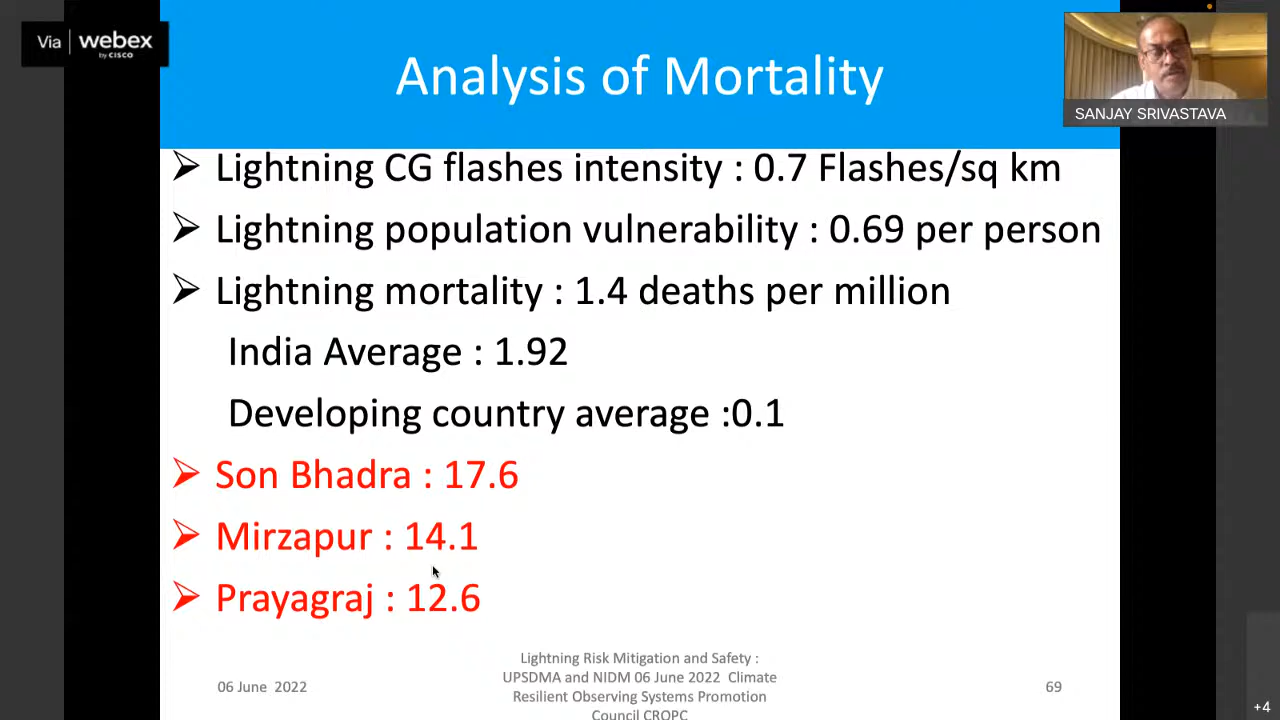 Via webex
by CISCO
Analysis of Mortality
SANJAY SRIVASTAVA
➢ Lightning CG flashes intensity : 0.7 Flashes/sq km
➢ Lightning population vulnerability : 0.69 per person
➢ Lightning mortality : 1.4 deaths per million
India Average : 1.92
Developing country average :0.1
➢ Son Bhadra : 17.6
➢ Mirzapur : 14.1
➢ Prayagraj : 12.6
06 June 2022
Lightning Risk Mitigation and Safety :
UPSDMA and NIDM 06 June 2022 Climate
Resilient Observing Systems Promotion
Council CROPC
69
+4